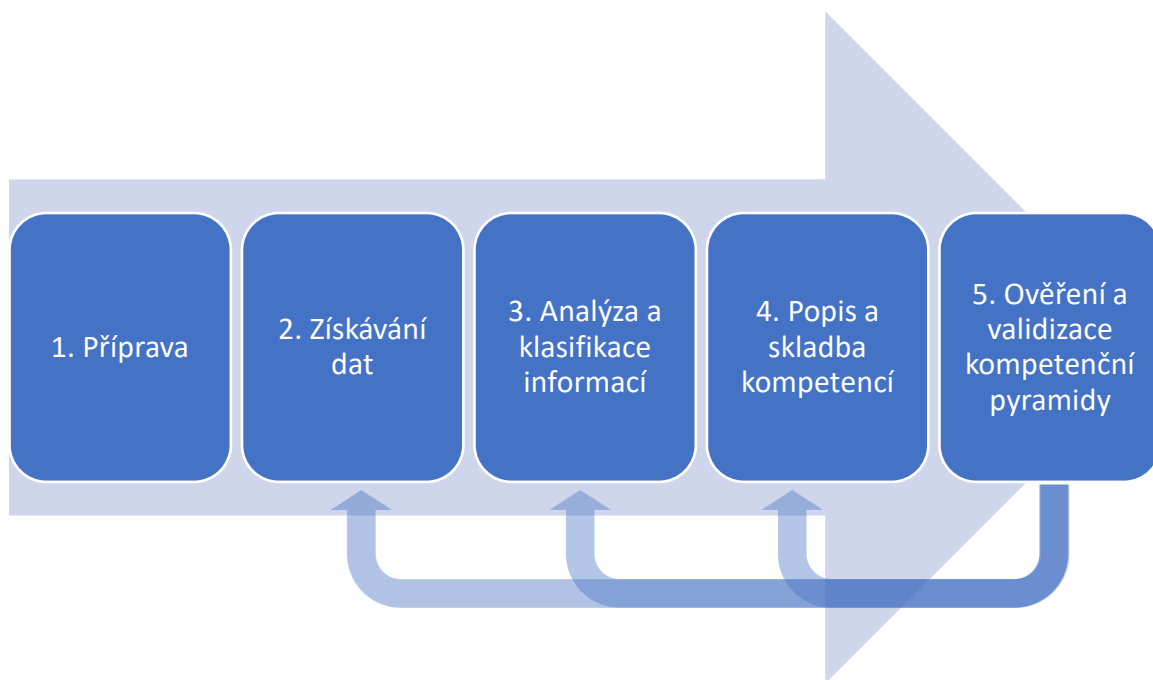 1. Příprava
2. Získávání
dat
3. Analýza a
klasifikace
informací
4. Popis a
skladba
kompetencí
5. Ověření a
validizace
kompetenční
pyramidy